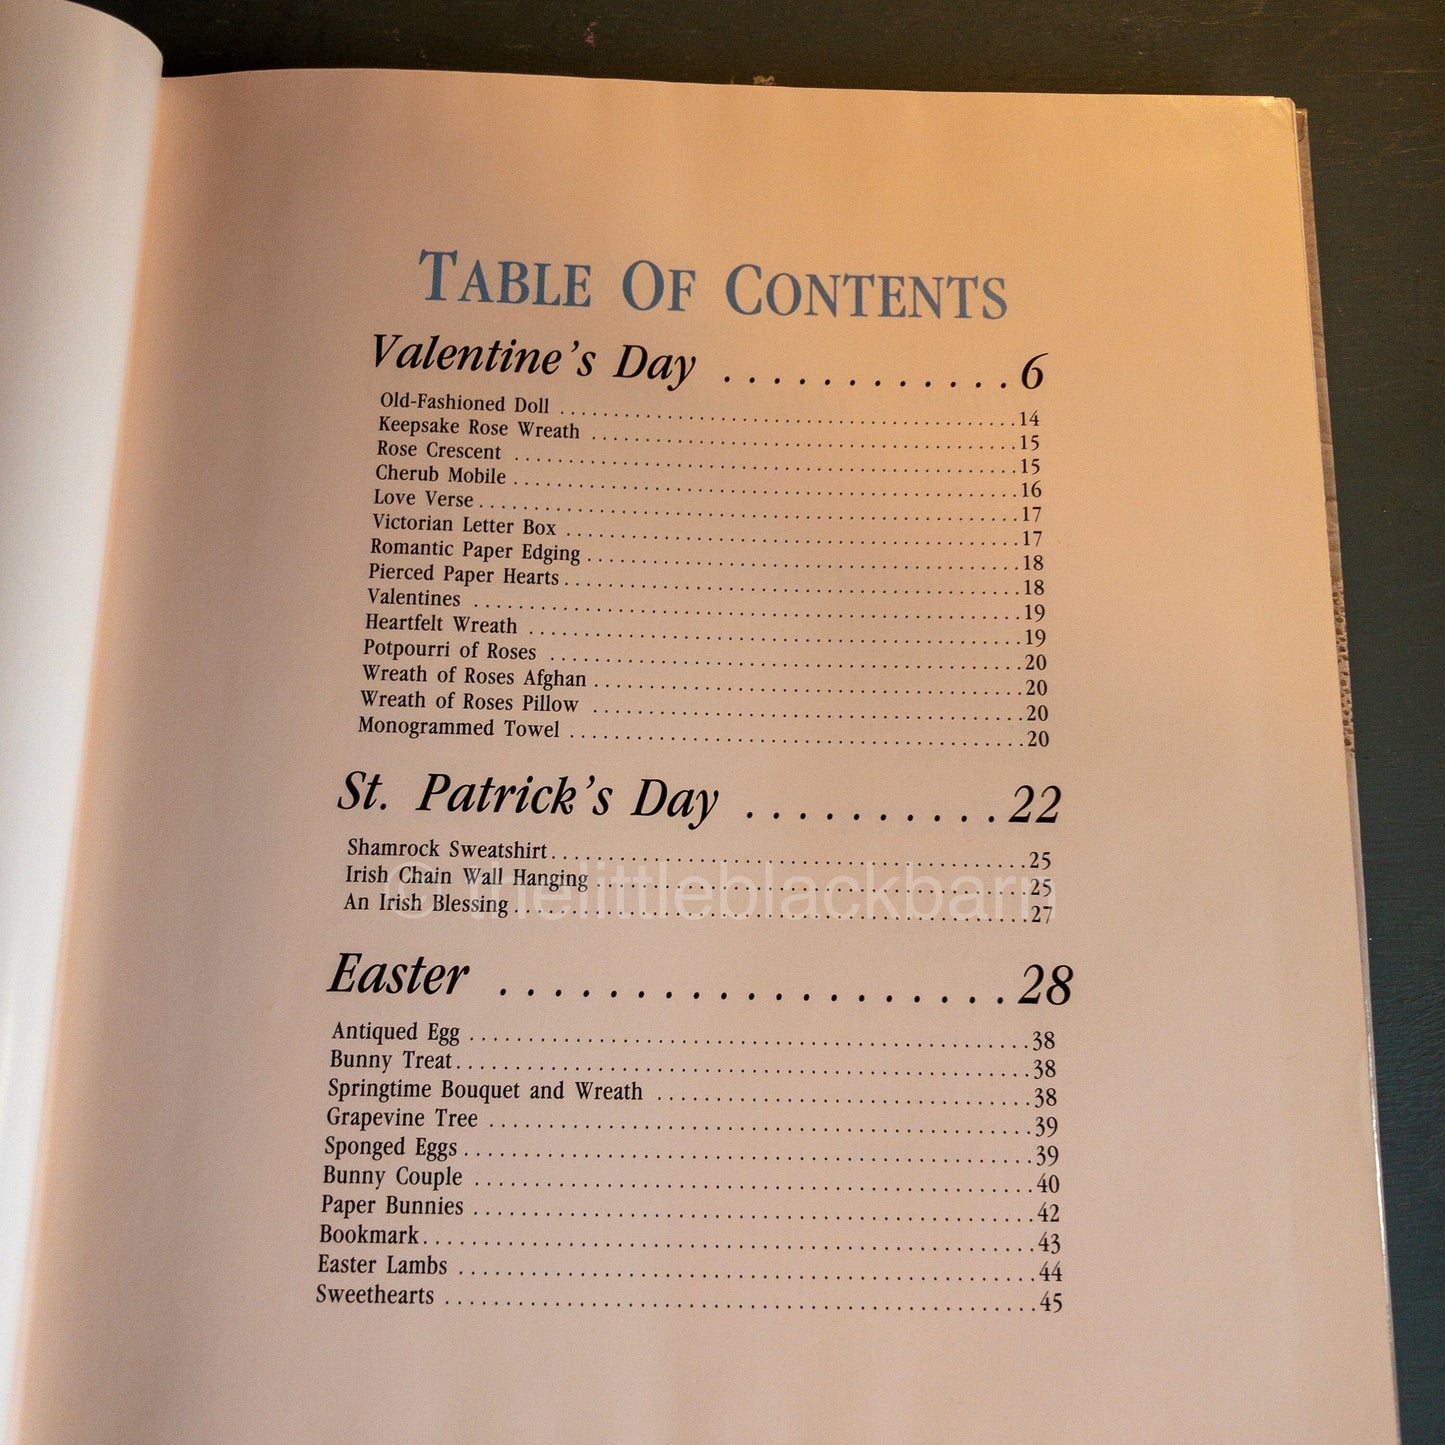 TABLE OF CONTENTS
Valentine's Day . . . . . . . . . . . . 6
Old-Fashioned Doll . . . . . . . . . . . . 14
Keepsake Rose Wreath . . . . . . . . . . . . 15
Rose Crescent . . . . . . . . . . . . 15
Cherub Mobile . . . . . . . . . . . . 16
Love Verse . . . . . . . . . . . . 17
Victorian Letter Box . . . . . . . . . . . . 17
Romantic Paper Edging . . . . . . . . . . . . 18
Pierced Paper Hearts . . . . . . . . . . . . 18
Valentines . . . . . . . . . . . . 19
Heartfelt Wreath . . . . . . . . . . . . 19
Potpourri of Roses . . . . . . . . . . . . 20
Wreath of Roses Afghan . . . . . . . . . . . . 20
Wreath of Roses Pillow . . . . . . . . . . . . 20
Monogrammed Towel . . . . . . . . . . . . 20
St. Patrick's Day . . . . . . . . . . 22
Shamrock Sweatshirt . . . . . . . . . . . . 25
Irish Chain Wall Hanging . . . . . . . . . . . . 25
An Irish Blessing . . . . . . . . . . . . 27
© thelittleblackbarn
Easter . . . . . . . . . . . . . . . . . . . 28
Antiqued Egg . . . . . . . . . . . . 38
Bunny Treat . . . . . . . . . . . . 38
Springtime Bouquet and Wreath . . . . . . . . . . . . 38
Grapevine Tree . . . . . . . . . . . . 39
Sponged Eggs . . . . . . . . . . . . 39
Bunny Couple . . . . . . . . . . . . 40
Paper Bunnies . . . . . . . . . . . . 42
Bookmark . . . . . . . . . . . . 43
Easter Lambs . . . . . . . . . . . . 44
Sweethearts . . . . . . . . . . . . 45